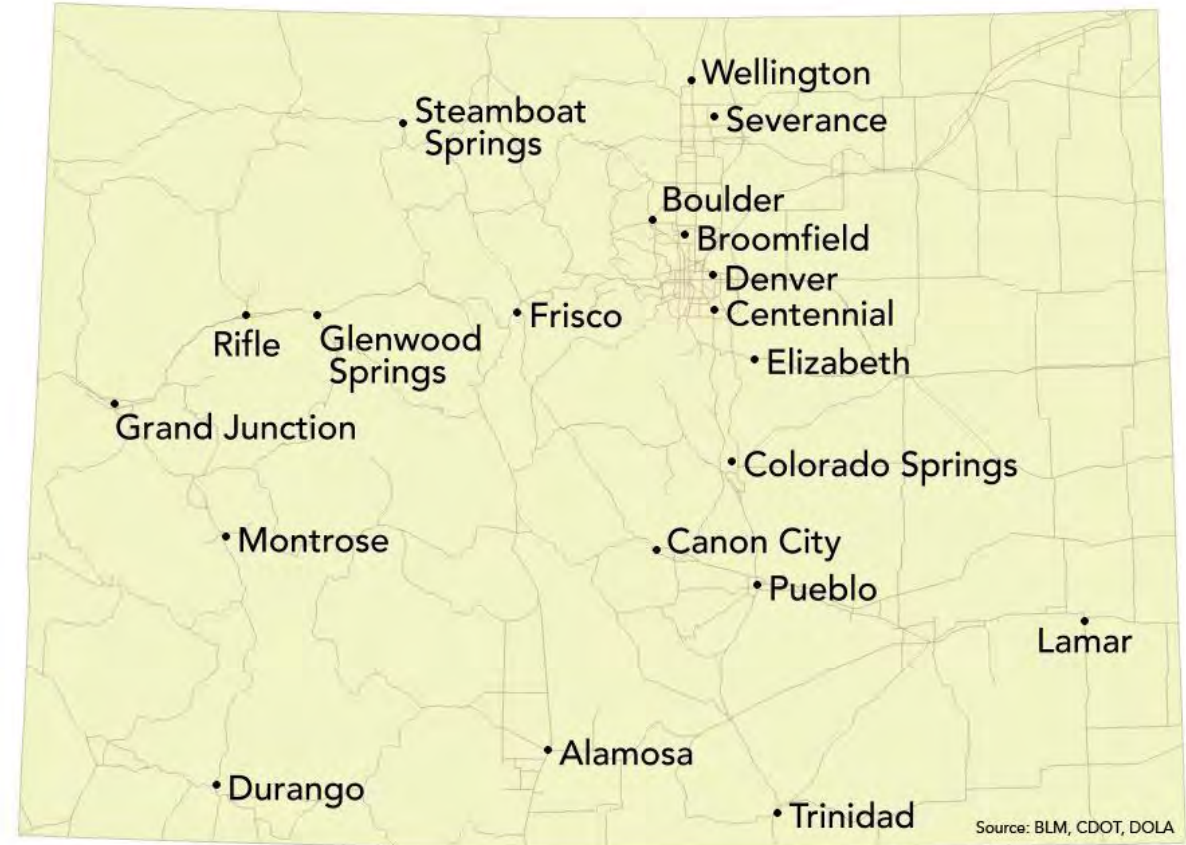 Wellington
Steamboat
Springs
Severance
Boulder
Broomfield
Denver
Centennial
Frisco
Rifle
Glenwood
Springs
Elizabeth
Grand Junction
Colorado Springs
Montrose
Canon City
Pueblo
Lamar
Alamosa
Durango
Trinidad
Source: BLM, CDOT, DOLA